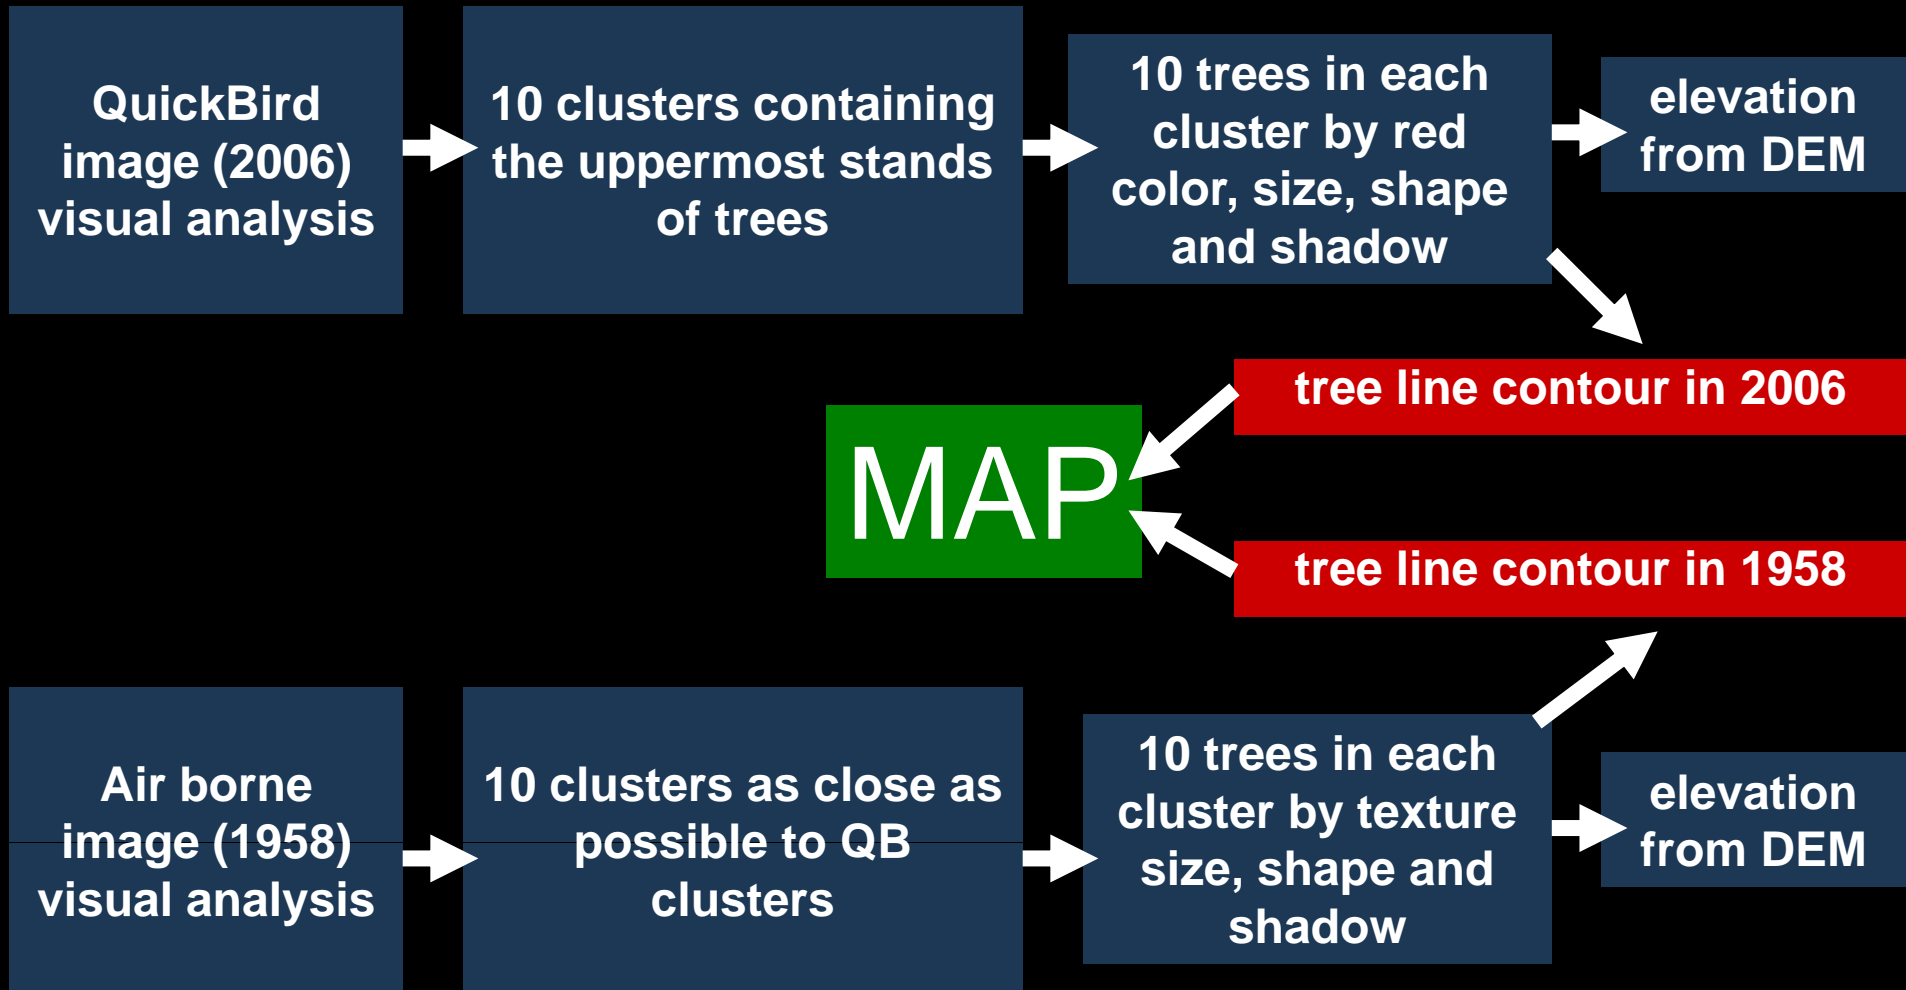 QuickBird
image (2006)
visual analysis
10 clusters containing
the uppermost stands
of trees
10 trees in each
cluster by red
color, size, shape
and shadow
elevation
from DEM
tree line contour in 2006
MAP
tree line contour in 1958
Air borne
image (1958)
visual analysis
10 clusters as close as
possible to QB
clusters
10 trees in each
cluster by texture
size, shape and
shadow
elevation
from DEM